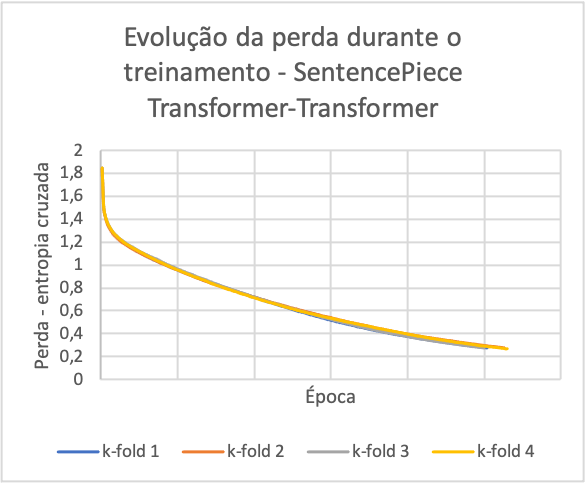 Evolução da perda durante o
treinamento - SentencePiece
Transformer-Transformer
Perda - entropia cruzada
2
1,8
1,6
1,4
1,2
1
0,8
0,6
0,4
0,2
0
Época
k-fold 1 k-fold 2 k-fold 3 k-fold 4